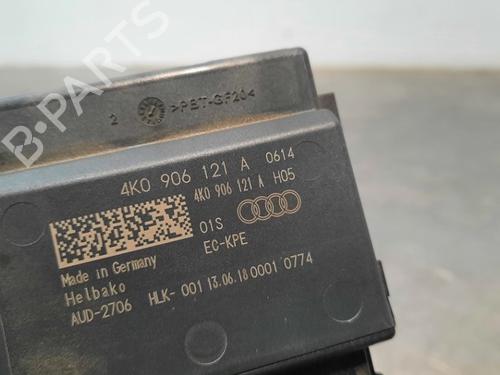 B-PARTS
2 >PBT-GF20<
4K0 906 121 A 0614
4K0 906 121 A H05
01S
EC-KPE
Made in Germany
Helbako
AUD-2706 HLK- 001 13.06.18 0001 0774